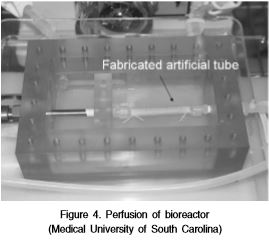 Fabricated artificial tube
Figure 4. Perfusion of bioreactor
(Medical University of South Carolina)